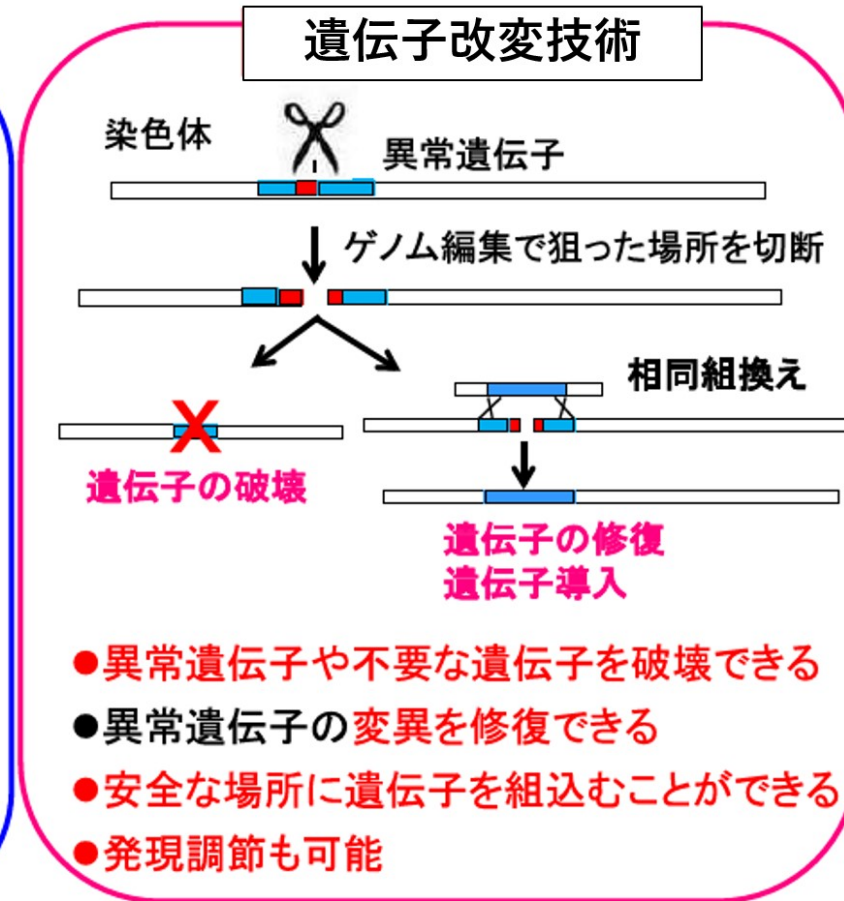 遺伝子改変技術
染色体
異常遺伝子
ゲノム編集で狙った場所を切断
相同組換え
X
遺伝子の破壊
遺伝子の修復
遺伝子導入
●異常遺伝子や不要な遺伝子を破壊できる
●異常遺伝子の変異を修復できる
●安全な場所に遺伝子を組込むことができる
●発現調節も可能